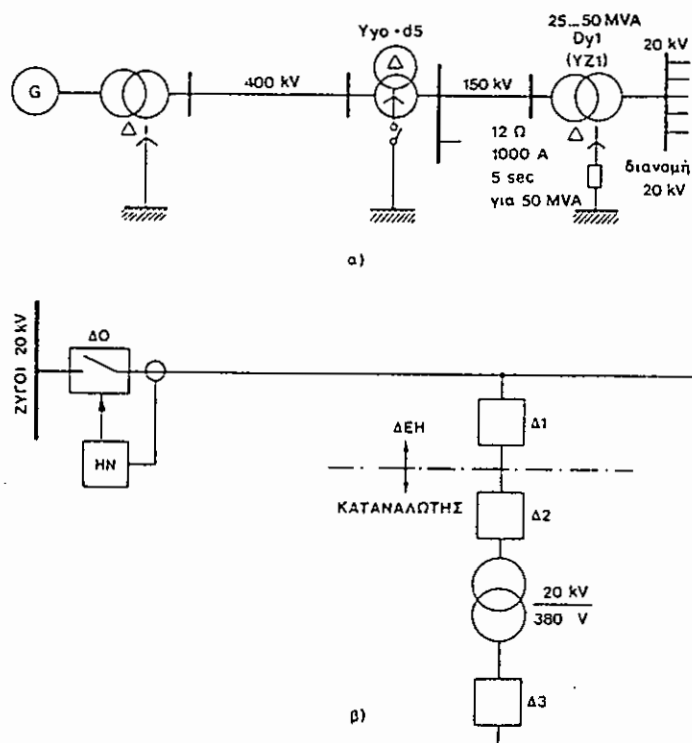 25...50 MVA
Yyo · d5
Dy1
(YZ1)
20 kV
G
400 kV
150 kV
Δ
Δ
Δ
12 Ω
1000 A
5 sec
για 50 MVA
διανομή
20 kV
α)
ΖΥΓΟΙ 20 kV
ΔΟ
ΗΝ
Δ1
ΔΕΗ
ΚΑΤΑΝΑΛΩΤΗΣ
Δ2
20 kV
380 V
Δ3
β)